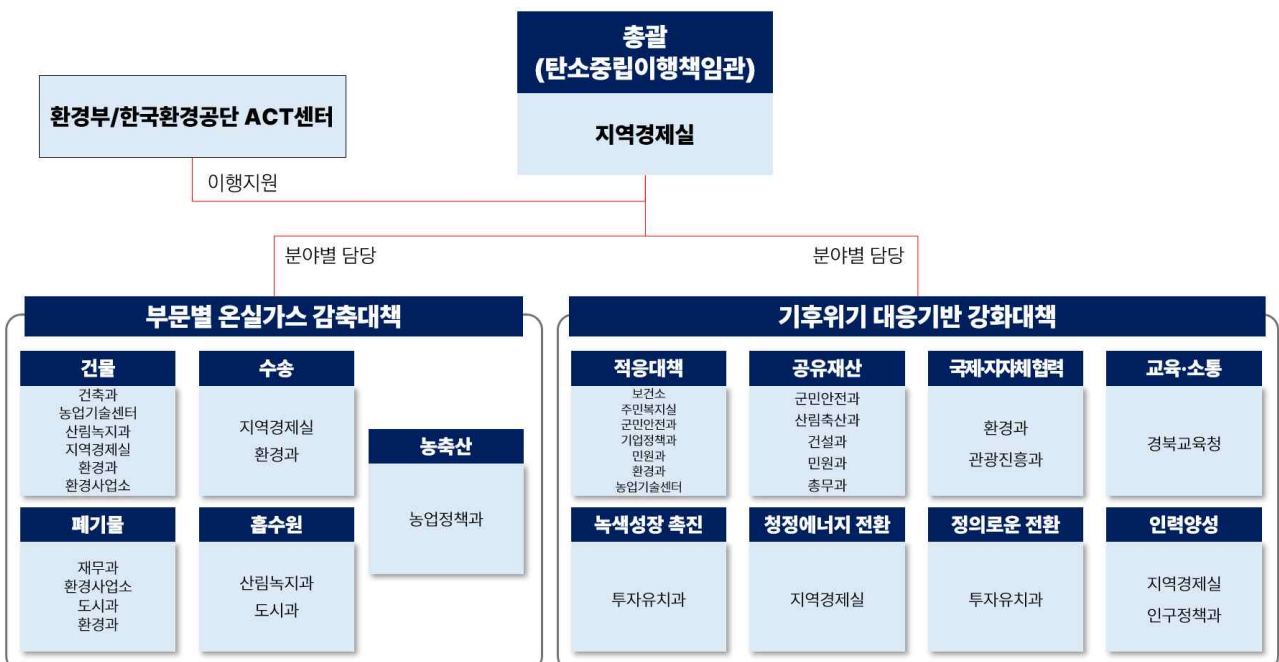 총괄
(탄소중립이행책임관)
지역경제실
환경부/한국환경공단 ACT센터
이행지원
분야별 담당
분야별 담당
부문별 온실가스 감축대책
건물
건축과
농업기술센터
산림녹지과
지역경제실
환경과
환경사업소
수송
지역경제실
환경과
농축산
농업정책과
폐기물
재무과
환경사업소
도시과
환경과
흡수원
산림녹지과
도시과
기후위기 대응기반 강화대책
적응대책
보건소
주민복지실
군민안전과
기업정책과
민원과
환경과
농업기술센터
공유재산
군민안전과
산림축산과
건설과
민원과
총무과
국제·지자체 협력
환경과
관광진흥과
교육·소통
경북교육청
녹색성장 촉진
투자유치과
청정에너지 전환
지역경제실
정의로운 전환
투자유치과
인력양성
지역경제실
인구정책과